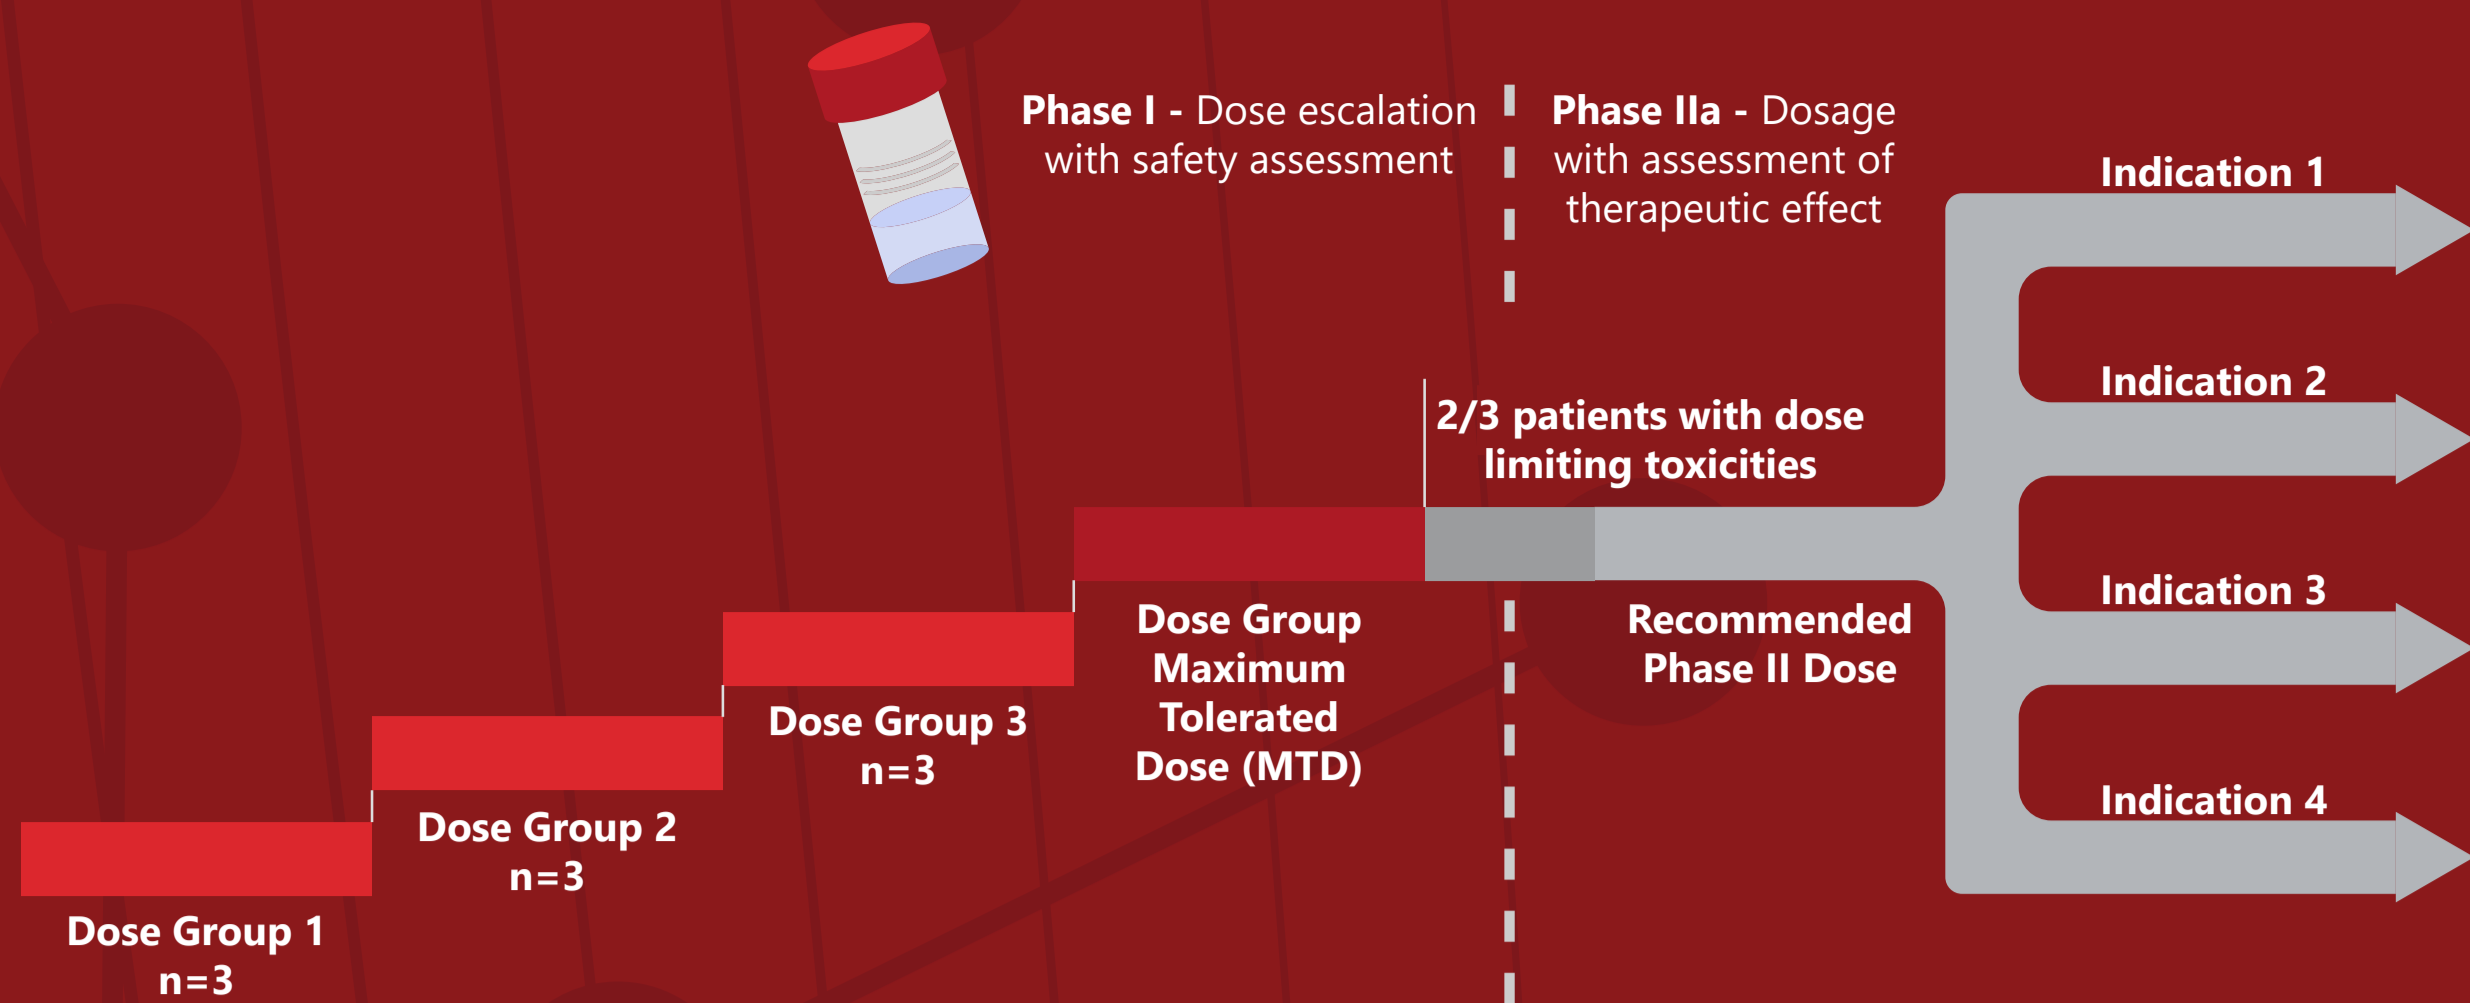 Phase I - Dose escalation
with safety assessment
Phase IIa - Dosage
with assessment of
therapeutic effect
Indication 1
Indication 2
2/3 patients with dose
limiting toxicities
Indication 3
Dose Group
Maximum
Tolerated
Dose (MTD)
Recommended
Phase II Dose
Dose Group 3
n=3
Indication 4
Dose Group 2
n=3
Dose Group 1
n=3